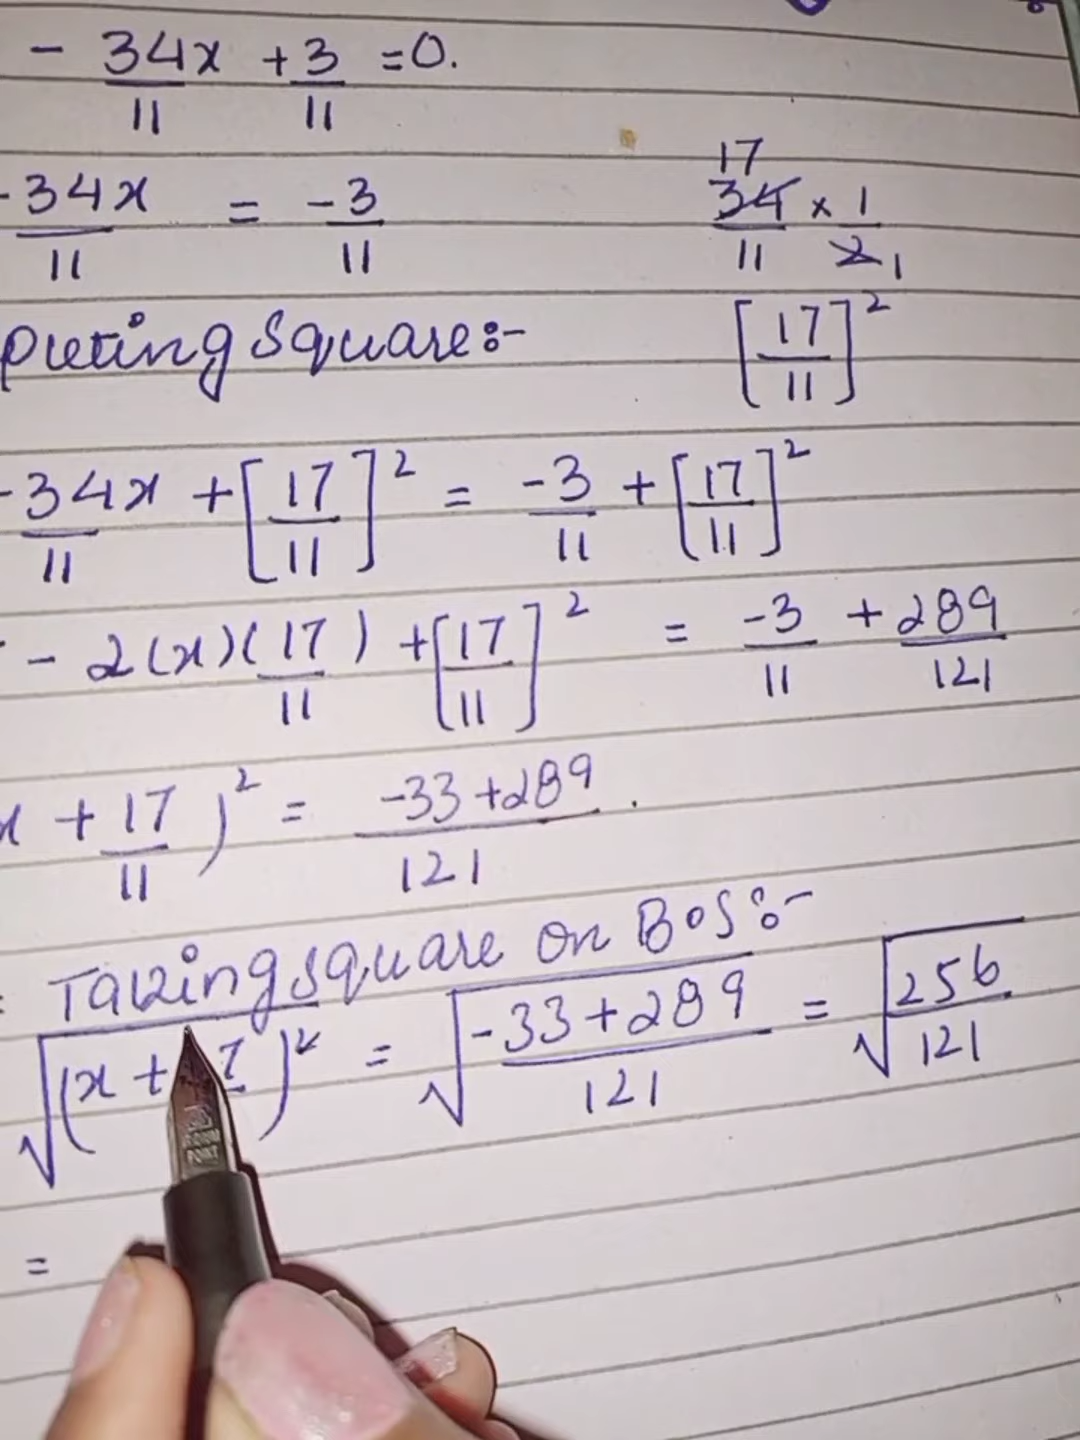 - 34x/11 + 3/11 = 0.
17
-34x/11 = -3/11 34/11 × 1/2 1
pleting Square:- [17/11]²
-34x/11 + [17/11]² = -3/11 + [17/11]²
- 2(x)(17/11) + [17/11]² = -3/11 + 289/121
x + 17/11)² = -33+289/121 .
= Taking square on BOS:-
√(x + 7)² = √-33+289/121 = √256/121
=